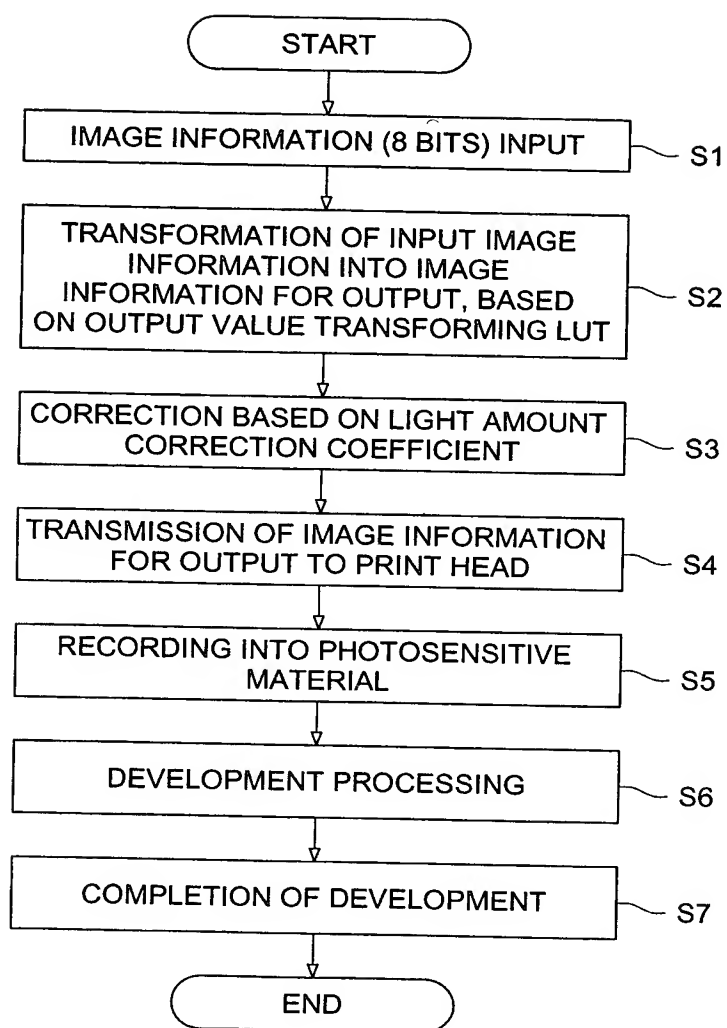 START
IMAGE INFORMATION (8 BITS) INPUT
S1
TRANSFORMATION OF INPUT IMAGE
INFORMATION INTO IMAGE
INFORMATION FOR OUTPUT, BASED
ON OUTPUT VALUE TRANSFORMING LUT
S2
CORRECTION BASED ON LIGHT AMOUNT
CORRECTION COEFFICIENT
S3
TRANSMISSION OF IMAGE INFORMATION
FOR OUTPUT TO PRINT HEAD
S4
RECORDING INTO PHOTOSENSITIVE
MATERIAL
S5
DEVELOPMENT PROCESSING
S6
COMPLETION OF DEVELOPMENT
S7
END